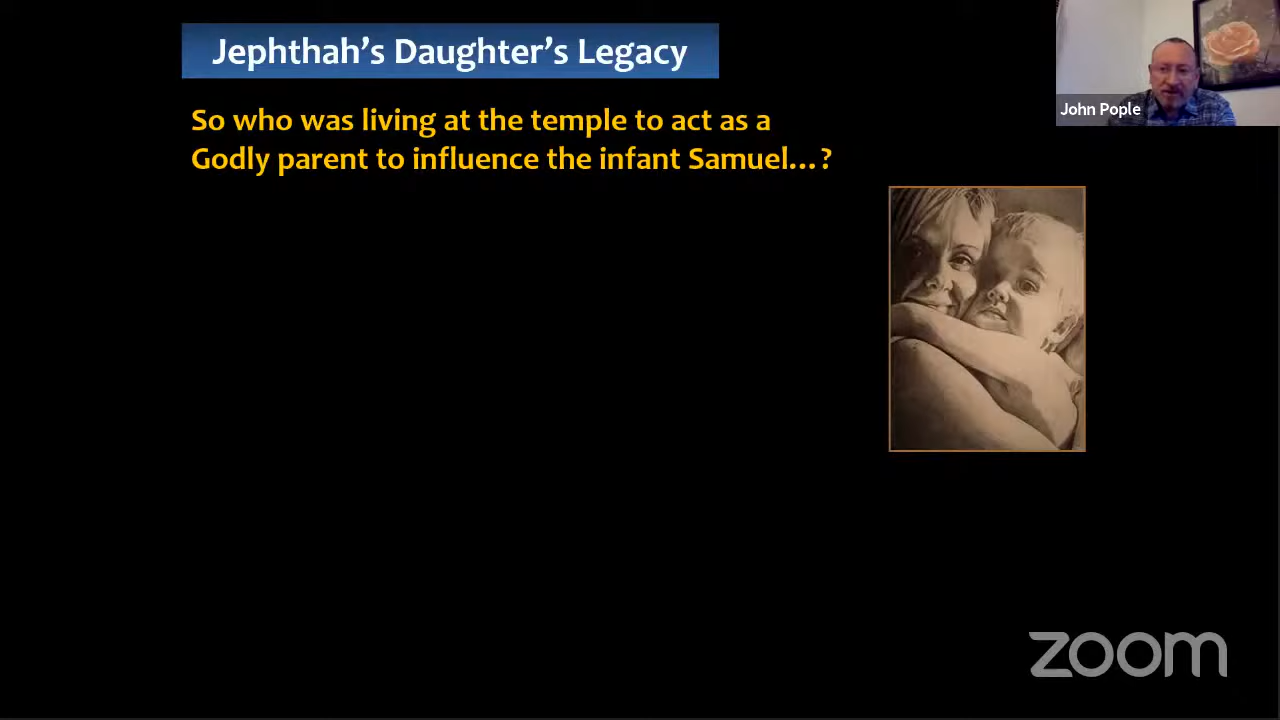 Jephthah’s Daughter’s Legacy
So who was living at the temple to act as a
Godly parent to influence the infant Samuel…?
John Pople
zoom